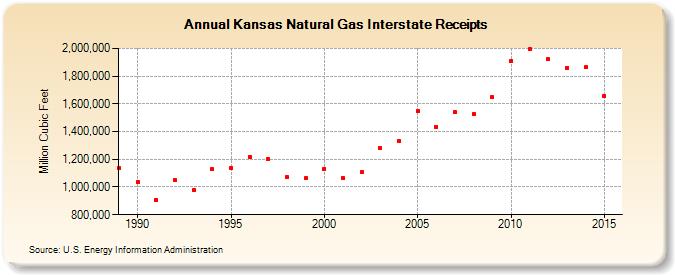 Annual Kansas Natural Gas Interstate Receipts
Million Cubic Feet
2,000,000
1,800,000
1,600,000
1,400,000
1,200,000
1,000,000
800,000
1990 1995 2000 2005 2010 2015
Source: U.S. Energy Information Administration